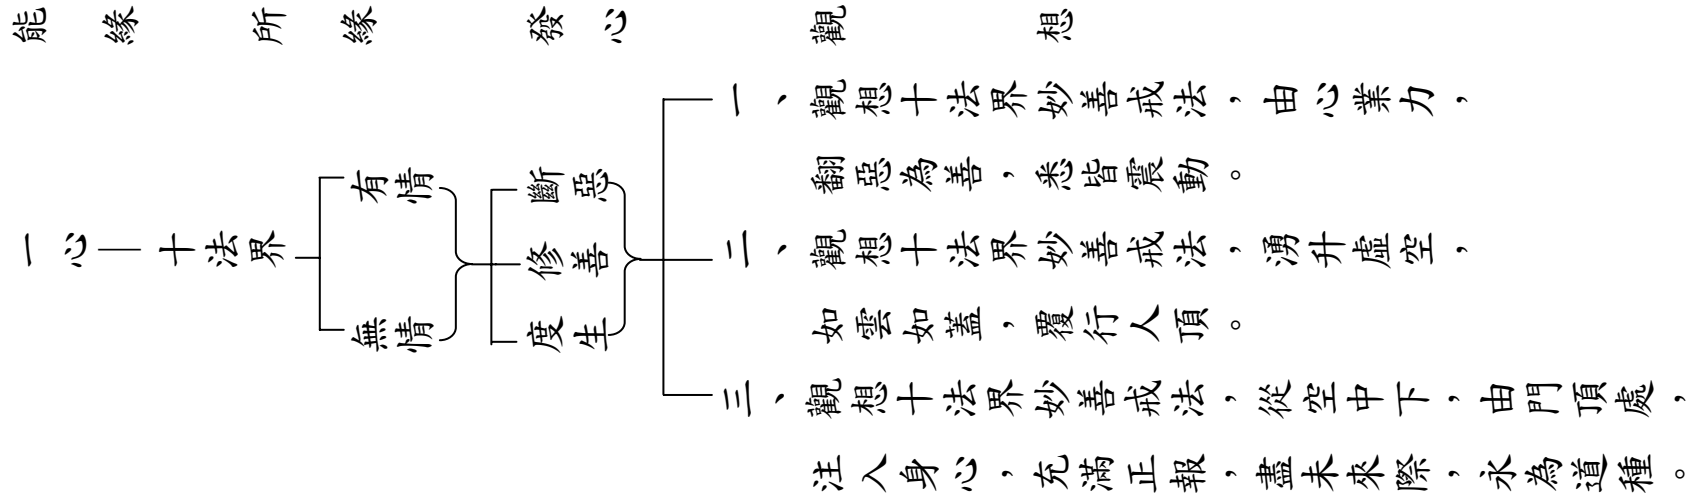 能緣 所緣 發心 觀想
一心 十法界
有情
無情
斷惡
修善
度生
一、觀想十法界妙善戒法，由心業力，
翻惡為善，悉皆震動。
二、觀想十法界妙善戒法，湧升虛空，
如雲如蓋，覆行人頂。
三、觀想十法界妙善戒法，從空中下，由門頂處，
注入身心，充滿正報，盡未來際，永為道種。